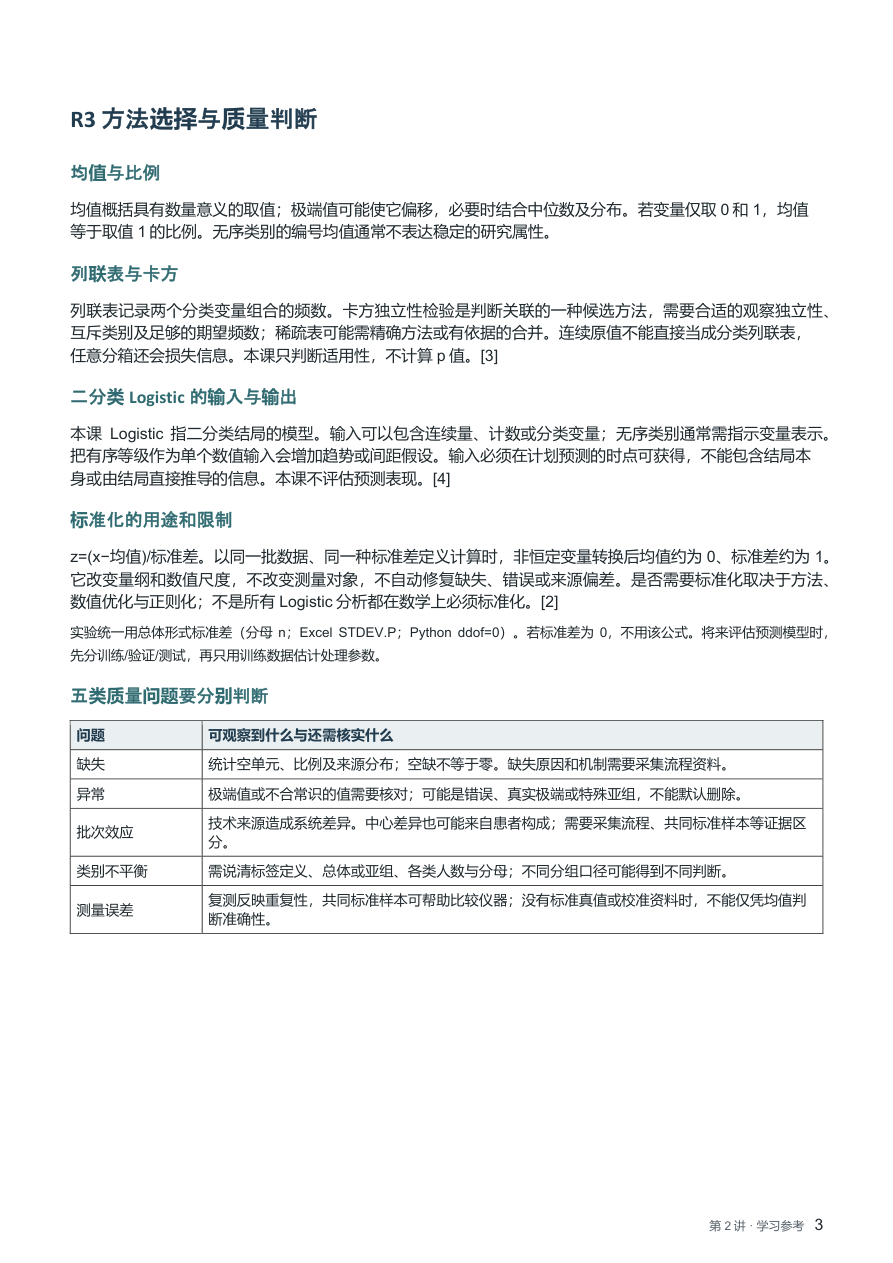 R3 方法选择与质量判断
均值与比例
均值概括具有数量意义的取值；极端值可能使它偏移，必要时结合中位数及分布。若变量仅取 0 和 1，均值
等于取值 1 的比例。无序类别的编号均值通常不表达稳定的研究属性。
列联表与卡方
列联表记录两个分类变量组合的频数。卡方独立性检验是判断关联的一种候选方法，需要合适的观察独立性、
互斥类别及足够的期望频数；稀疏表可能需精确方法或有依据的合并。连续原值不能直接当成分类列联表，
任意分箱还会损失信息。本课只判断适用性，不计算 p 值。[3]
二分类 Logistic 的输入与输出
本课 Logistic 指二分类结局的模型。输入可以包含连续量、计数或分类变量；无序类别通常需指示变量表示。
把有序等级作为单个数值输入会增加趋势或间距假设。输入必须在计划预测的时点可获得，不能包含结局本
身或由结局直接推导的信息。本课不评估预测表现。[4]
标准化的用途和限制
z=(x−均值)/标准差。以同一批数据、同一种标准差定义计算时，非恒定变量转换后均值约为 0、标准差约为 1。
它改变量纲和数值尺度，不改变测量对象，不自动修复缺失、错误或来源偏差。是否需要标准化取决于方法、
数值优化与正则化；不是所有 Logistic 分析都在数学上必须标准化。[2]
实验统一用总体形式标准差（分母 n；Excel STDEV.P；Python ddof=0）。若标准差为 0，不用该公式。将来评估预测模型时，
先分训练/验证/测试，再只用训练数据估计处理参数。
五类质量问题要分别判断
问题 可观察到什么与还需核实什么
缺失 统计空单元、比例及来源分布；空缺不等于零。缺失原因和机制需要采集流程资料。
异常 极端值或不合常识的值需要核对；可能是错误、真实极端或特殊亚组，不能默认删除。
批次效应 技术来源造成系统差异。中心差异也可能来自患者构成；需要采集流程、共同标准样本等证据区
分。
类别不平衡 需说清标签定义、总体或亚组、各类人数与分母；不同分组口径可能得到不同判断。
测量误差 复测反映重复性，共同标准样本可帮助比较仪器；没有标准真值或校准资料时，不能仅凭均值判
断准确性。
第 2 讲 · 学习参考 3